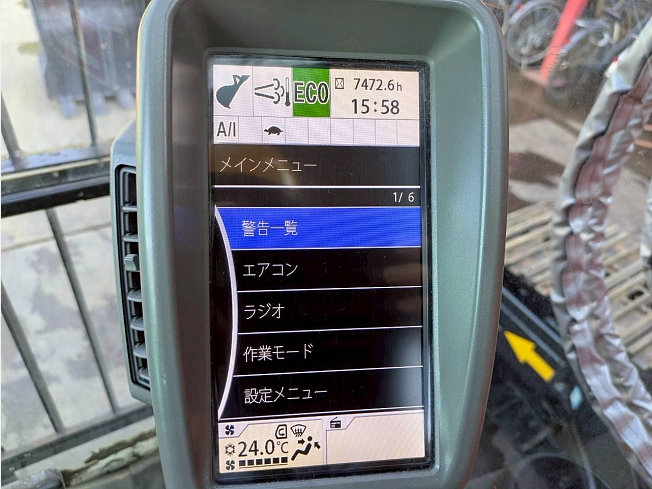 ECO
7472.6h
15:58
A/I
メインメニュー
1/6
警告一覧
エアコン
ラジオ
作業モード
設定メニュー
24.0℃